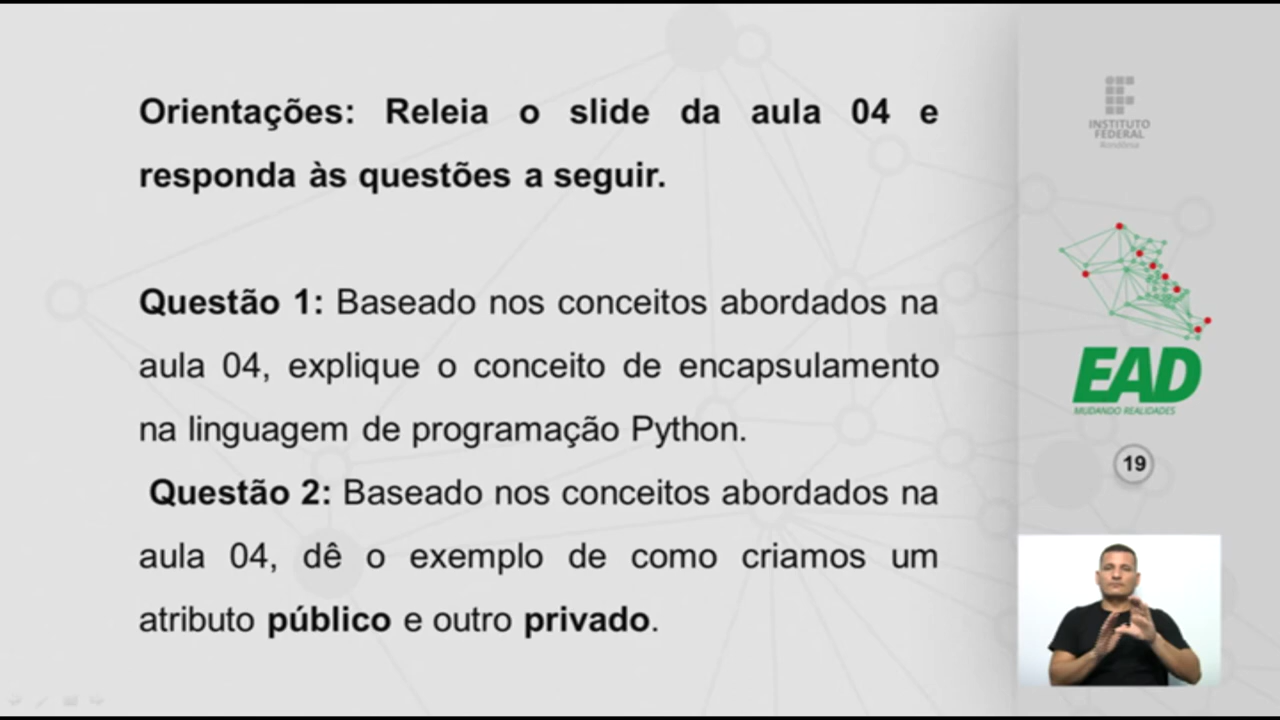 Orientações: Releia o slide da aula 04 e
responda às questões a seguir.
Questão 1: Baseado nos conceitos abordados na
aula 04, explique o conceito de encapsulamento
na linguagem de programação Python.
Questão 2: Baseado nos conceitos abordados na
aula 04, dê o exemplo de como criamos um
atributo público e outro privado.
INSTITUTO
FEDERAL
Rondônia
EAD
MUDANDO REALIDADES
19